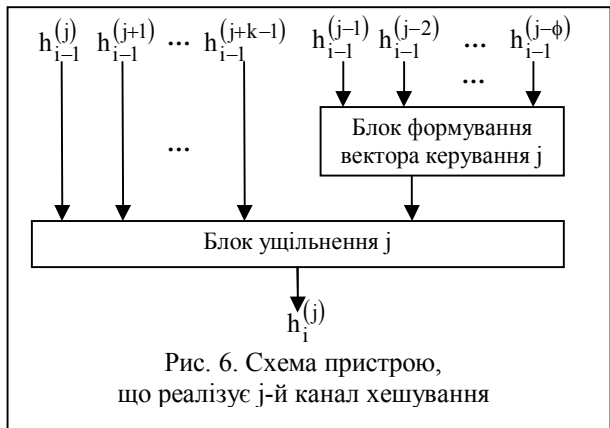 h_{i-1}^{(j)} h_{i-1}^{(j+1)} ... h_{i-1}^{(j+k-1)} h_{i-1}^{(j-1)} h_{i-1}^{(j-2)} ... h_{i-1}^{(j-ϕ)}
... ...
Блок формування
вектора керування j
Блок ущільнення j
h_i^{(j)}
Рис. 6. Схема пристрою,
що реалізує j-й канал хешування